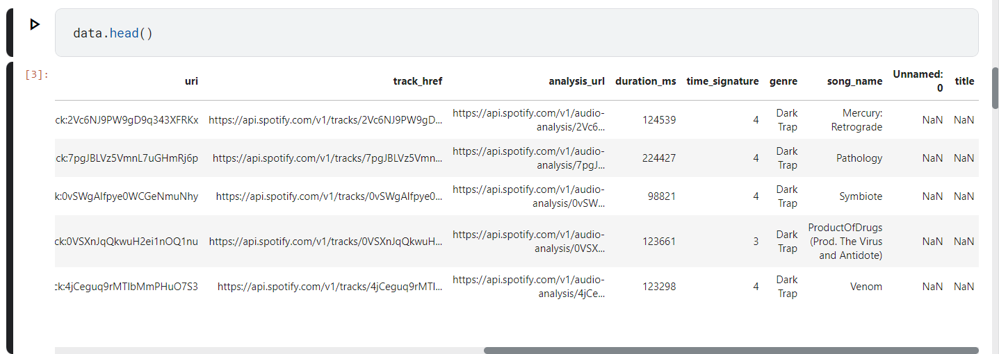 data.head()
[3]:
uri track_href analysis_url duration_ms time_signature genre song_name Unnamed: 0 title
ck:2Vc6NJ9PW9gD9q343XFRKx https://api.spotify.com/v1/tracks/2Vc6NJ9PW9gD... https://api.spotify.com/v1/audio-analysis/2Vc6... 124539 4 Dark Trap Mercury: Retrograde NaN NaN
ck:7pgJBLVz5VmnL7uGHmRj6p https://api.spotify.com/v1/tracks/7pgJBLVz5Vmn... https://api.spotify.com/v1/audio-analysis/7pgJ... 224427 4 Dark Trap Pathology NaN NaN
k:0vSWgAlfpye0WCGeNmuNhy https://api.spotify.com/v1/tracks/0vSWgAlfpye0... https://api.spotify.com/v1/audio-analysis/0vSW... 98821 4 Dark Trap Symbiote NaN NaN
ck:0VSXnJqQkwuH2ei1nOQ1nu https://api.spotify.com/v1/tracks/0VSXnJqQkwuH... https://api.spotify.com/v1/audio-analysis/0VSX... 123661 3 Dark Trap ProductOfDrugs (Prod. The Virus and Antidote) NaN NaN
ck:4jCeguq9rMTlbMmPHuO7S3 https://api.spotify.com/v1/tracks/4jCeguq9rMTl... https://api.spotify.com/v1/audio-analysis/4jCe... 123298 4 Dark Trap Venom NaN NaN